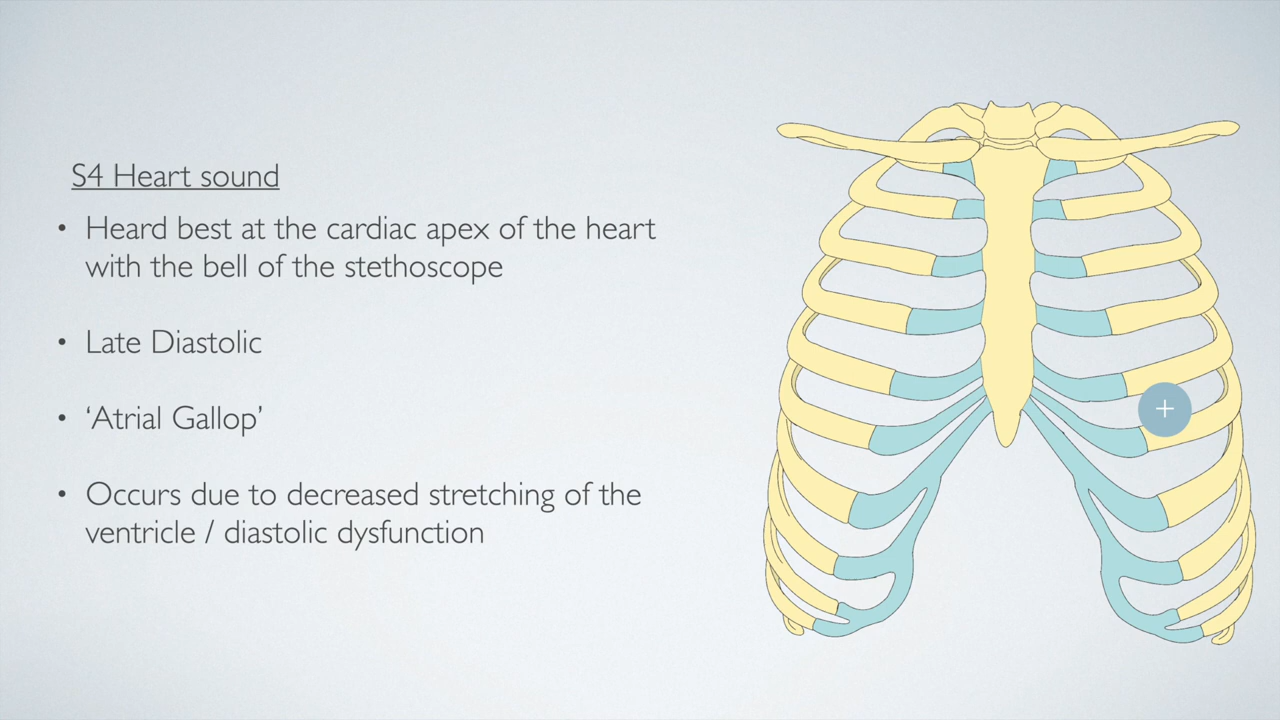 S4 Heart sound
• Heard best at the cardiac apex of the heart
with the bell of the stethoscope
• Late Diastolic
• ‘Atrial Gallop’
• Occurs due to decreased stretching of the
ventricle / diastolic dysfunction
+